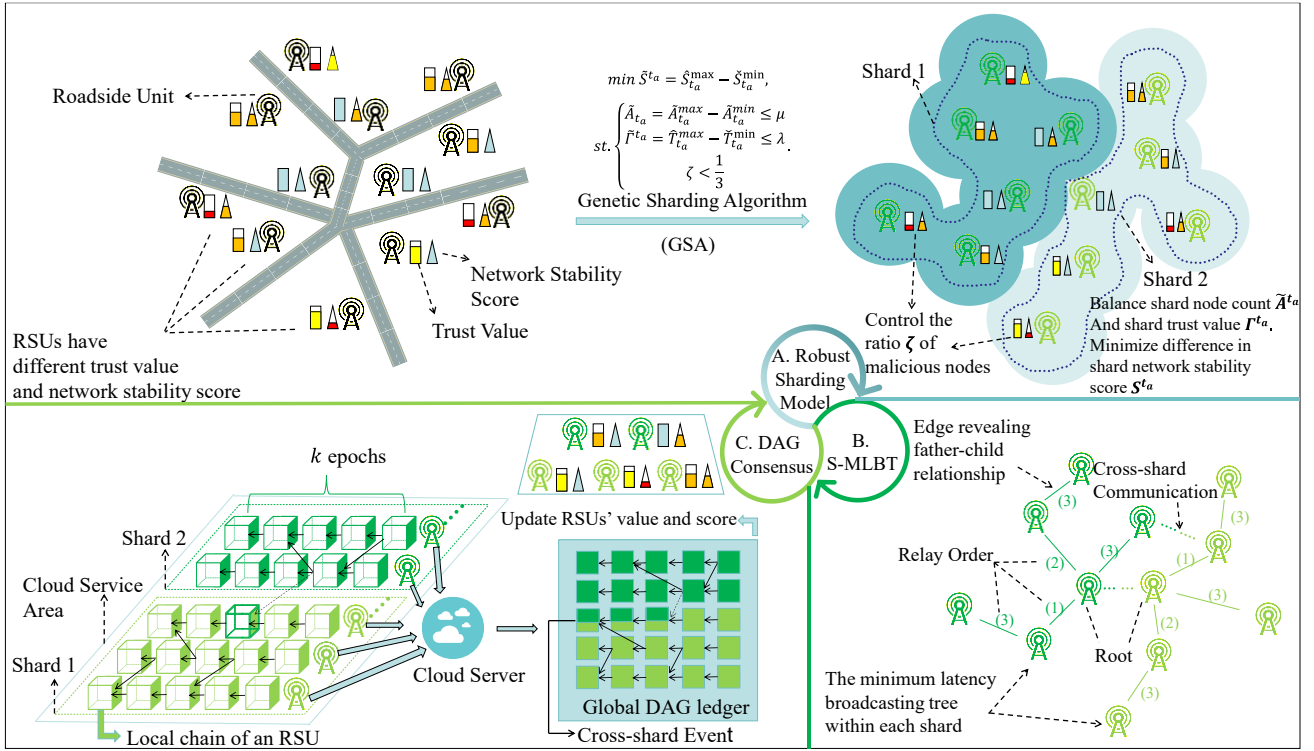 Roadside Unit
Network Stability
Score
Trust Value
RSUs have
different trust value
and network stability score
min S̃^{t_a} = Ŝ_{t_a}^{max} − Š_{t_a}^{min},
st. { Ã_{t_a} = Ã_{t_a}^{max} − Ã_{t_a}^{min} ≤ μ
Γ̃^{t_a} = Γ̂_{t_a}^{max} − Γ̌_{t_a}^{min} ≤ λ .
ζ < 1/3
Genetic Sharding Algorithm
(GSA)
Shard 1
Shard 2
Control the
ratio ζ of
malicious nodes
Balance shard node count Ã^{t_a}
And shard trust value Γ^{t_a}.
Minimize difference in
shard network stability
score S^{t_a}
A. Robust
Sharding
Model
C. DAG
Consensus
B.
S-MLBT
k epochs
Shard 2
Cloud Service
Area
Shard 1
Local chain of an RSU
Cloud Server
Update RSUs' value and score
Global DAG ledger
Cross-shard Event
Edge revealing
father-child
relationship
Cross-shard
Communication
Relay Order
(3)
(3)
(2)
(3)
(1)
(1)
(3)
(3)
(2)
(3)
Root
The minimum latency
broadcasting tree
within each shard